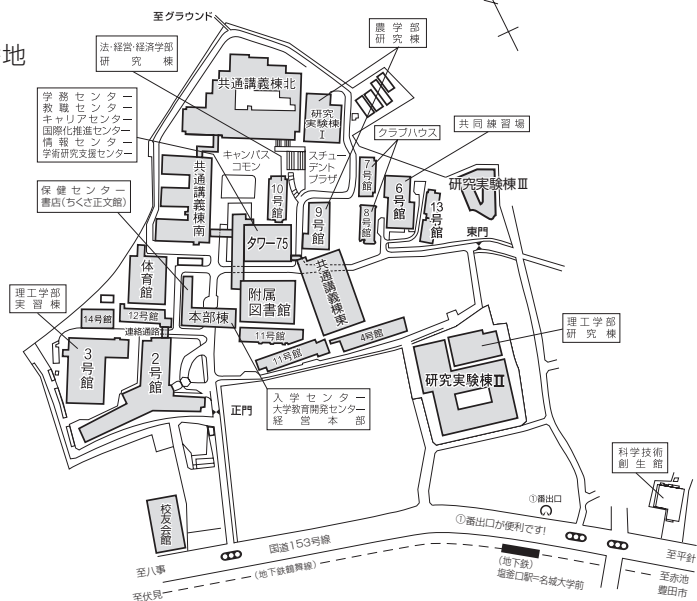 至グラウンド
地
法・経営・経済学部
研究棟
農学部
研究棟
学務センター
教職センター
キャリアセンター
国際化推進センター
情報センター
学術研究支援センター
共通講義棟北
研究
実験棟
Ⅰ
クラブハウス
共同練習場
キャンパス
コモン
スチュー
デント
プラザ
保健センター
書店(ちくさ正文館)
共通講義棟南
10号館
7号館
6号館
研究実験棟Ⅲ
13号館
9号館
8号館
タワー75
東門
体育館
附属
図書館
共通講義棟東
理工学部
実習棟
14号館
12号館
本部棟
連絡通路
11号館
4号館
11号館
理工学部
研究棟
3号館
2号館
研究実験棟Ⅱ
正門
入学センター
大学教育開発センター
経営本部
科学技術
創生館
校友会館
①番出口
①番出口が便利です!
国道153号線
至八事
至平針
(地下鉄鶴舞線)
(地下鉄)
塩釜口駅=名城大学前
至赤池
豊田市
至伏見